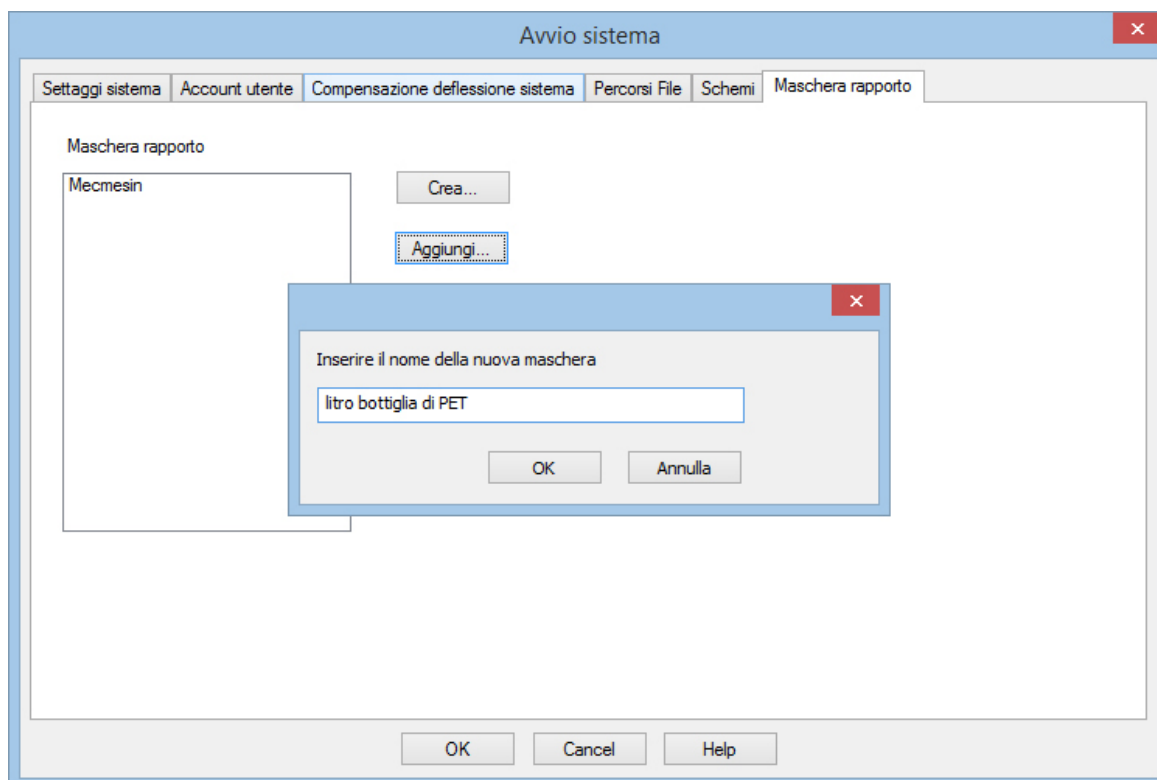 Avvio sistema
Settaggi sistema Account utente Compensazione deflessione sistema Percorsi File Schemi Maschera rapporto
Maschera rapporto
Mecmesin
Crea...
Aggiungi...
Inserire il nome della nuova maschera
litro bottiglia di PET
OK Annulla
OK Cancel Help